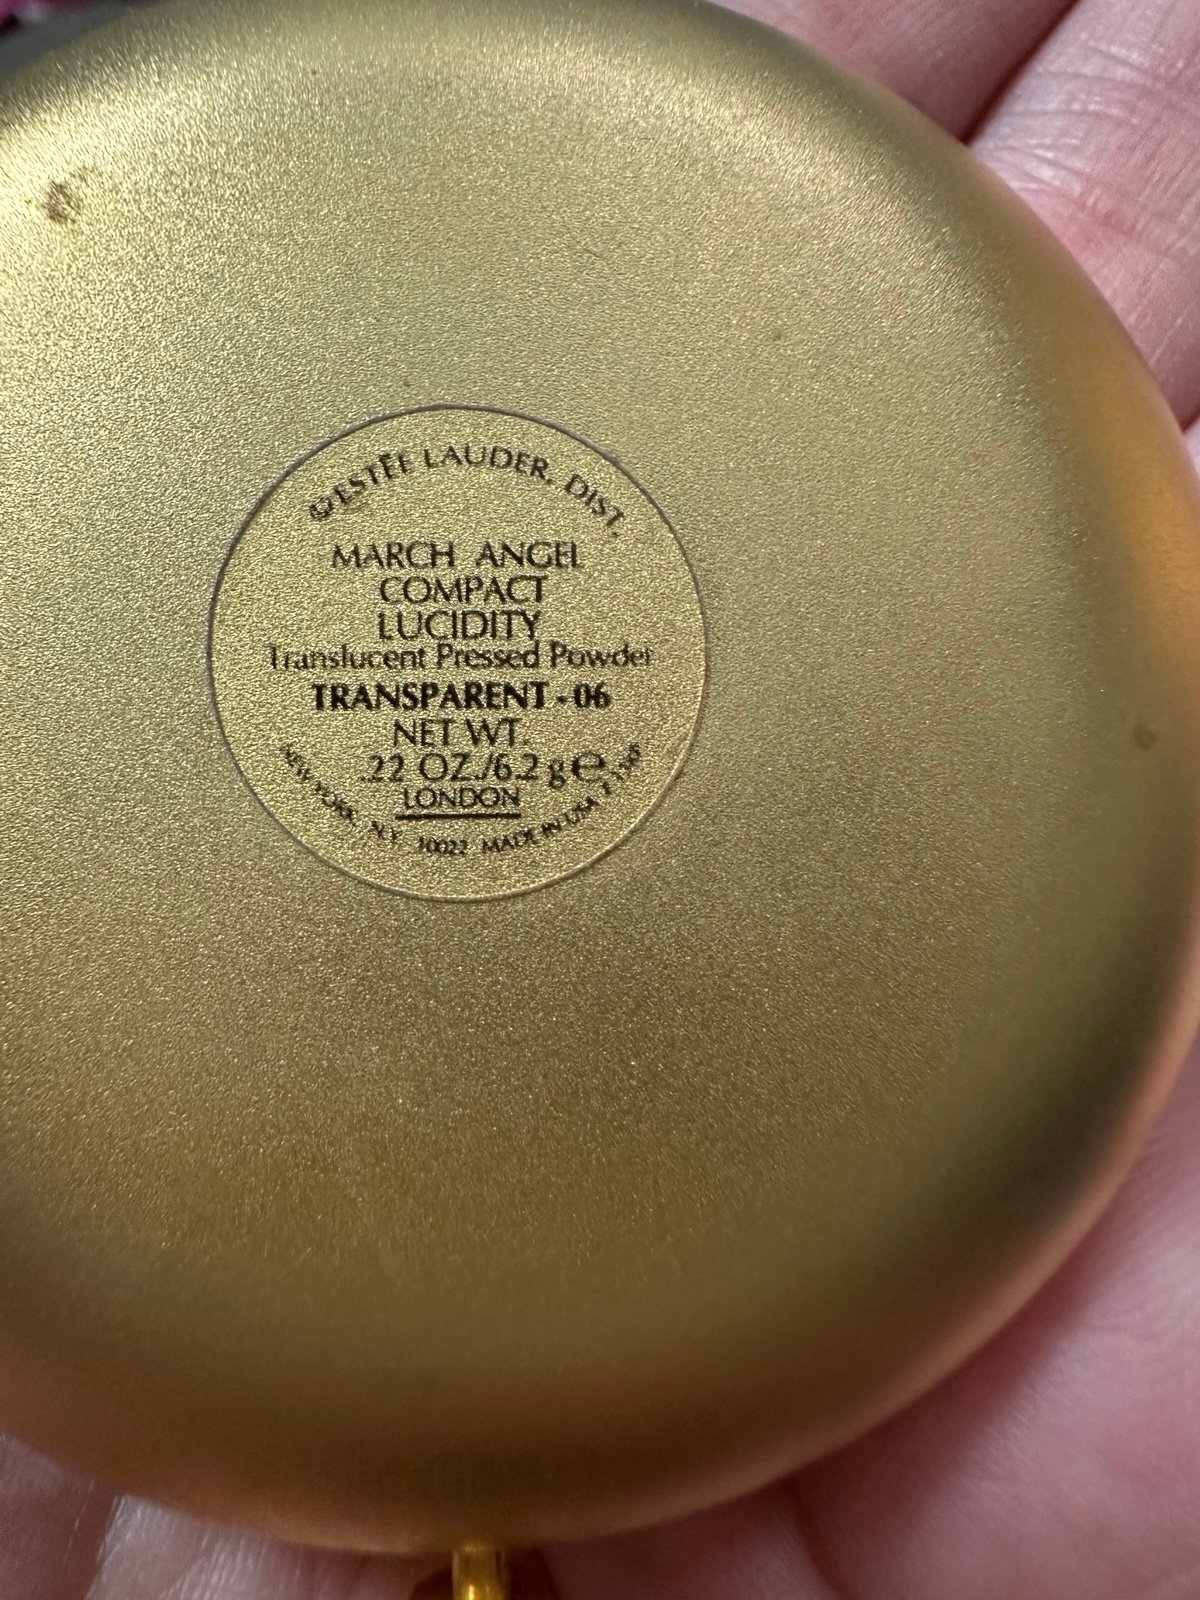 © ESTĒE LAUDER, DIST.
MARCH ANGEL
COMPACT
LUCIDITY
Translucent Pressed Powder
TRANSPARENT - 06
NET WT.
.22 OZ./6.2 g e
LONDON
NEW YORK, N.Y. 10022 MADE IN USA